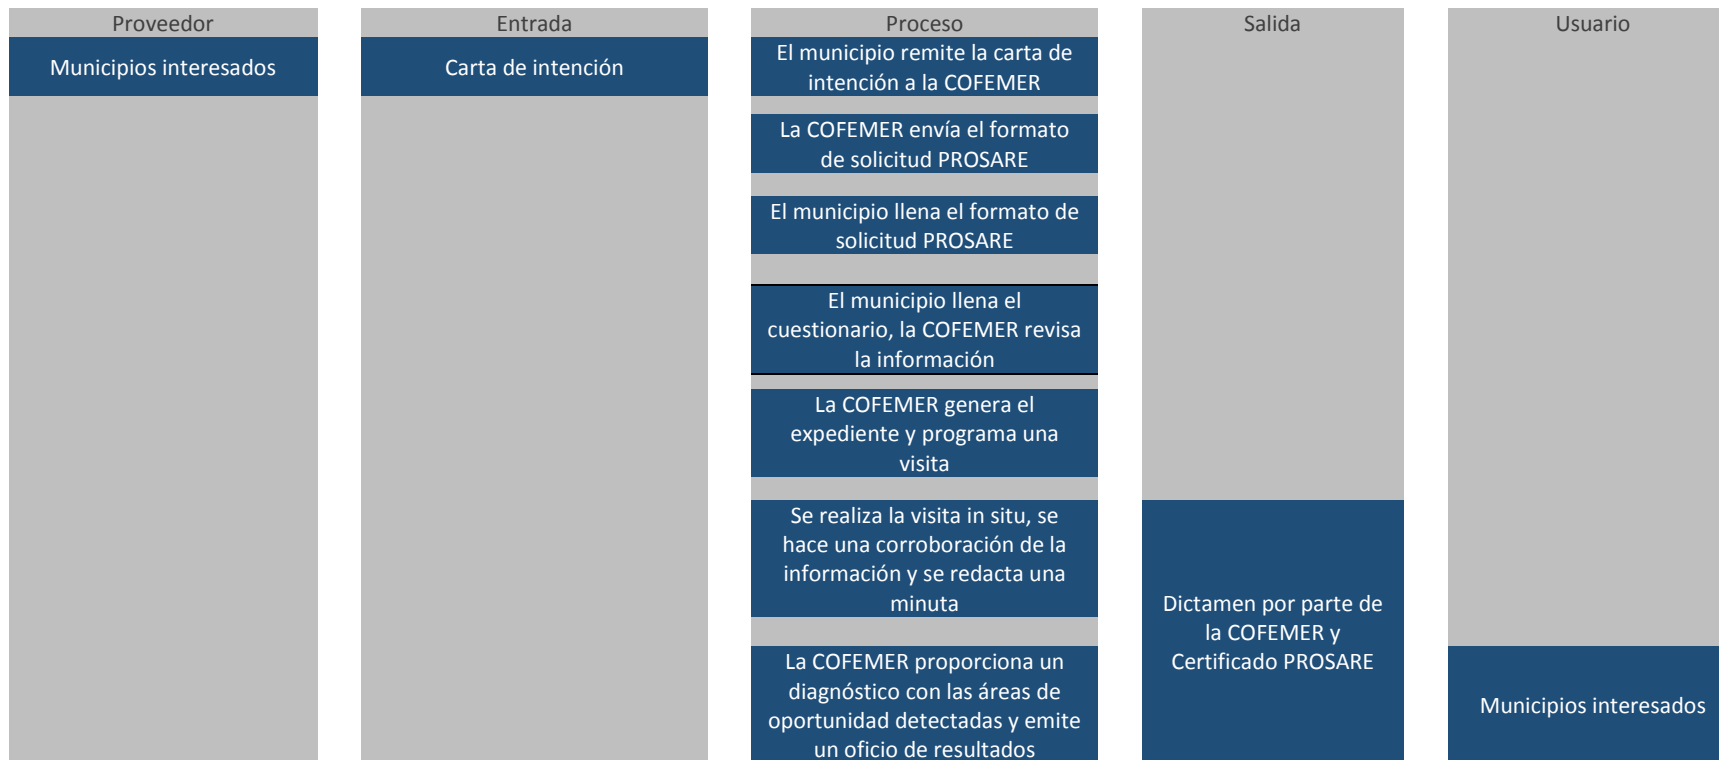 Proveedor
Municipios interesados
Entrada
Carta de intención
Proceso
El municipio remite la carta de
intención a la COFEMER
La COFEMER envía el formato
de solicitud PROSARE
El municipio llena el formato de
solicitud PROSARE
El municipio llena el
cuestionario, la COFEMER revisa
la información
La COFEMER genera el
expediente y programa una
visita
Se realiza la visita in situ, se
hace una corroboración de la
información y se redacta una
minuta
La COFEMER proporciona un
diagnóstico con las áreas de
oportunidad detectadas y emite
un oficio de resultados
Salida
Dictamen por parte de
la COFEMER y
Certificado PROSARE
Usuario
Municipios interesados